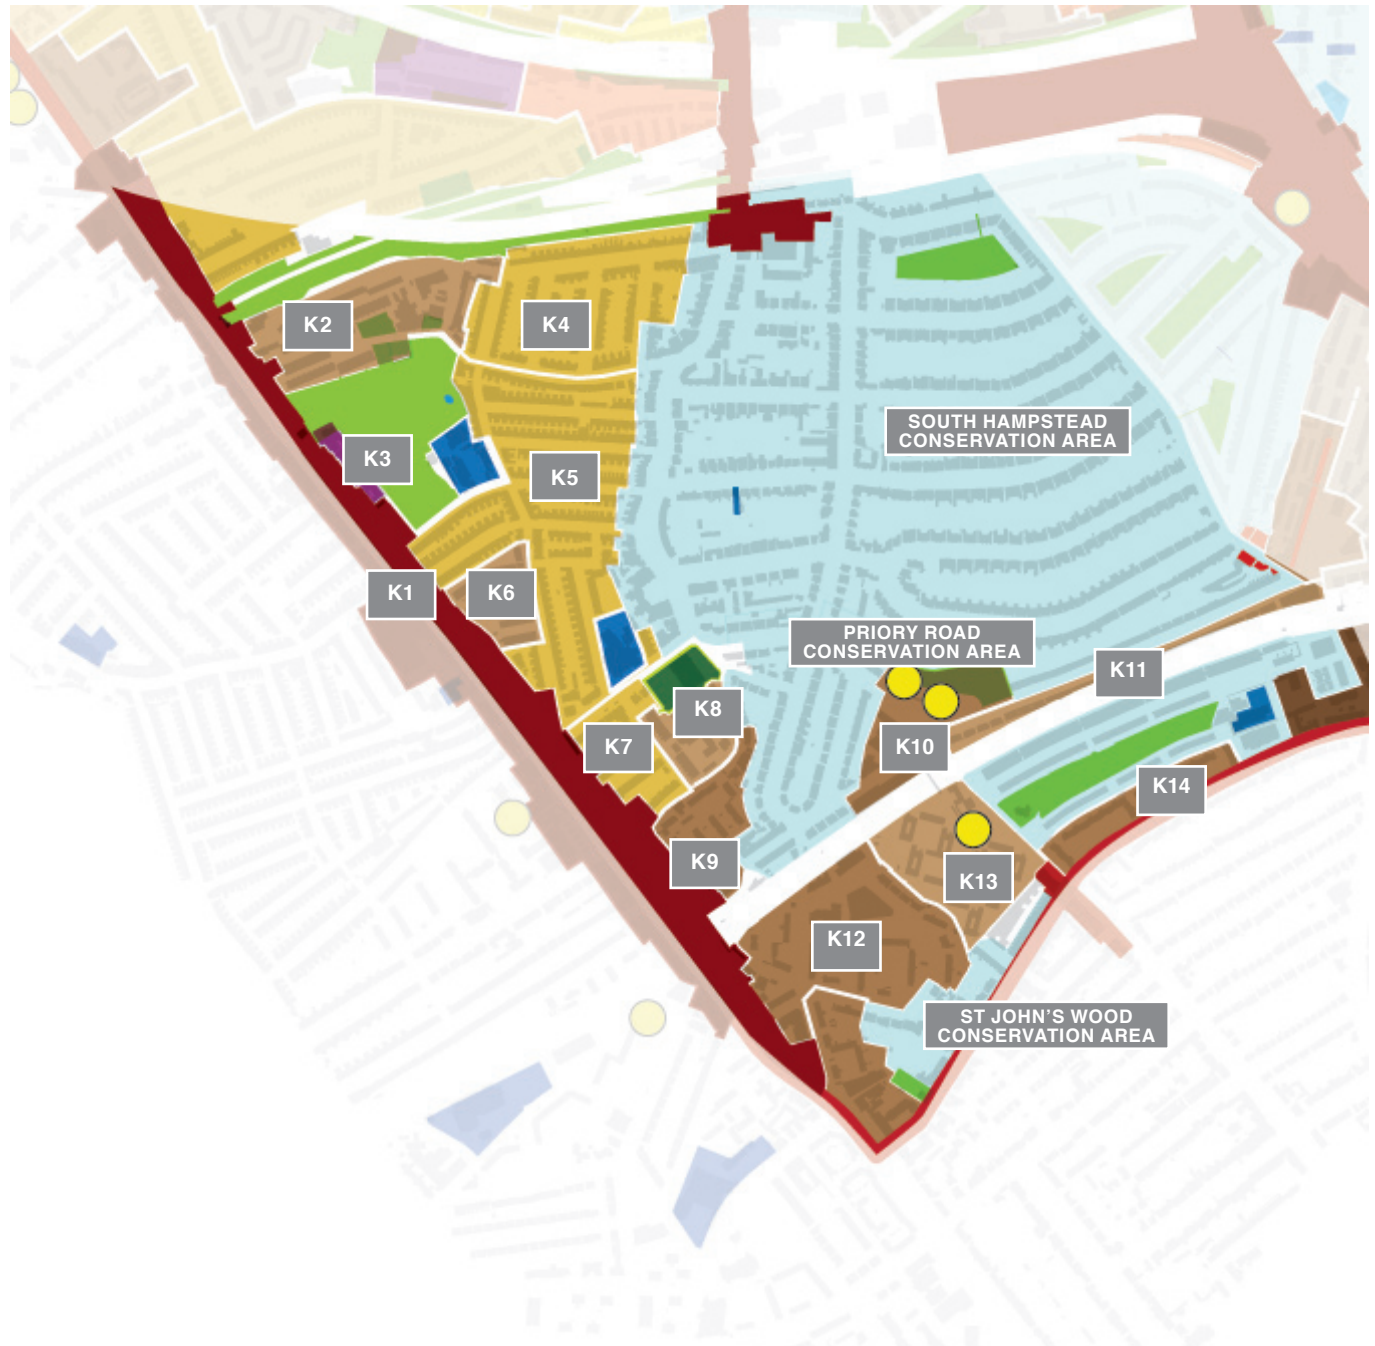 K2
K4
SOUTH HAMPSTEAD
CONSERVATION AREA
K3
K5
K1
K6
PRIORY ROAD
CONSERVATION AREA
K11
K8
K7
K10
K14
K9
K13
K12
ST JOHN'S WOOD
CONSERVATION AREA